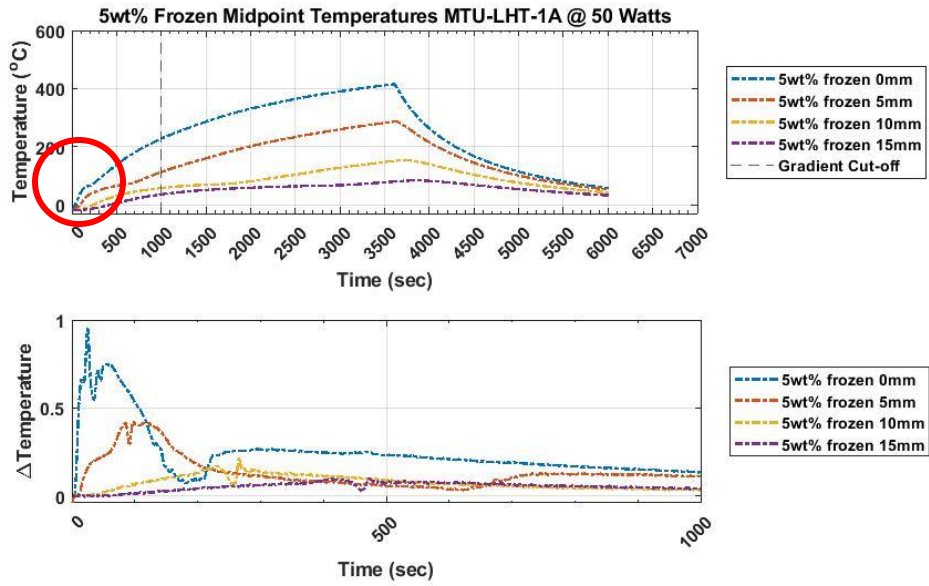 5wt% Frozen Midpoint Temperatures MTU-LHT-1A @ 50 Watts
Temperature (°C)
600
400
200
0
0 500 1000 1500 2000 2500 3000 3500 4000 4500 5000 5500 6000 6500 7000
Time (sec)
5wt% frozen 0mm
5wt% frozen 5mm
5wt% frozen 10mm
5wt% frozen 15mm
Gradient Cut-off
ΔTemperature
1
0.5
0
0 500 1000
Time (sec)
5wt% frozen 0mm
5wt% frozen 5mm
5wt% frozen 10mm
5wt% frozen 15mm